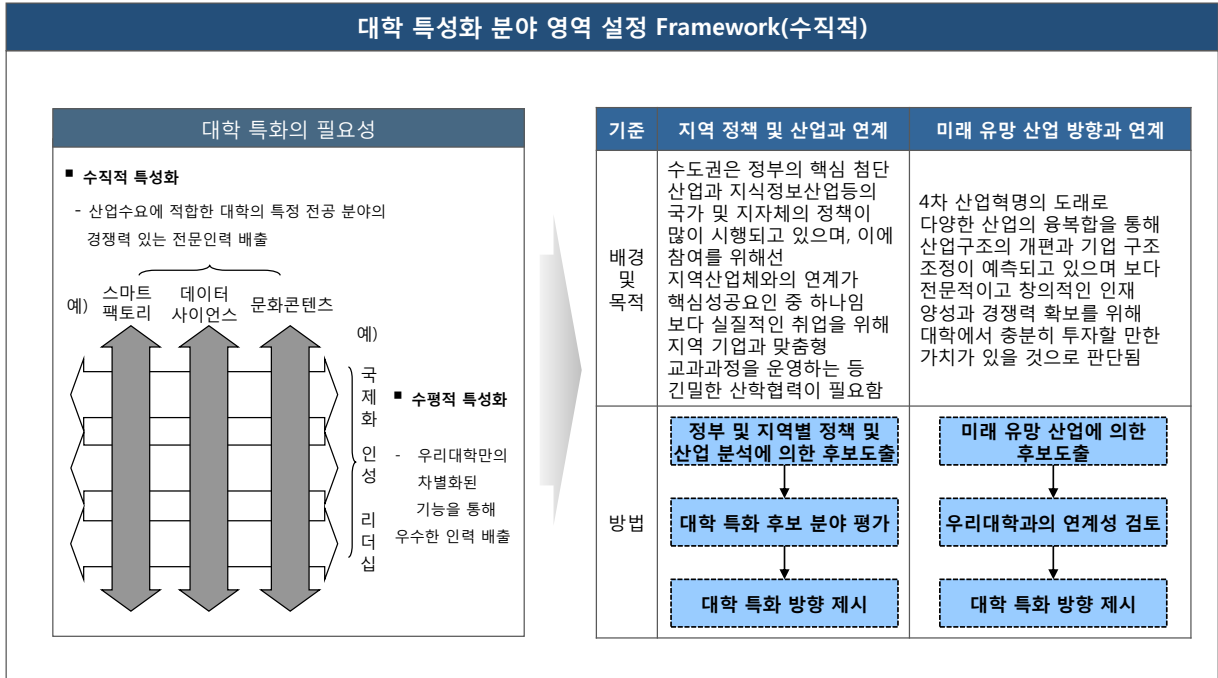 대학 특성화 분야 영역 설정 Framework(수직적)
대학 특화의 필요성
■ 수직적 특성화
- 산업수요에 적합한 대학의 특정 전공 분야의
경쟁력 있는 전문인력 배출
예)
스마트
팩토리
데이터
사이언스
문화콘텐츠
예)
국
제
화
인
성
리
더
십
■ 수평적 특성화
- 우리대학만의
차별화된
기능을 통해
우수한 인력 배출
기준
지역 정책 및 산업과 연계
미래 유망 산업 방향과 연계
배경
및
목적
수도권은 정부의 핵심 첨단
산업과 지식정보산업등의
국가 및 지자체의 정책이
많이 시행되고 있으며, 이에
참여를 위해선
지역산업체와의 연계가
핵심성공요인 중 하나임
보다 실질적인 취업을 위해
지역 기업과 맞춤형
교과과정을 운영하는 등
긴밀한 산학협력이 필요함
4차 산업혁명의 도래로
다양한 산업의 융복합을 통해
산업구조의 개편과 기업 구조
조정이 예측되고 있으며 보다
전문적이고 창의적인 인재
양성과 경쟁력 확보를 위해
대학에서 충분히 투자할 만한
가치가 있을 것으로 판단됨
방법
정부 및 지역별 정책 및
산업 분석에 의한 후보도출
대학 특화 후보 분야 평가
대학 특화 방향 제시
미래 유망 산업에 의한
후보도출
우리대학과의 연계성 검토
대학 특화 방향 제시